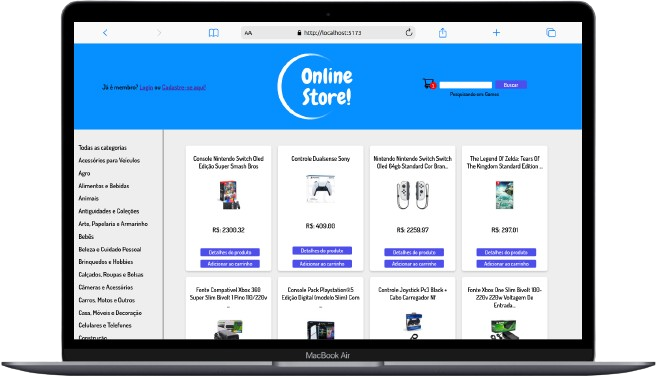 AA http://localhost:5173
Já é membro? Login ou Cadastre-se aqui!
Online
Store!
Buscar
Pesquisando em: Games
Todas as categorias
Acessórios para Veículos
Agro
Alimentos e Bebidas
Animais
Antiguidades e Coleções
Arte, Papelaria e Armarinho
Bebês
Beleza e Cuidado Pessoal
Brinquedos e Hobbies
Calçados, Roupas e Bolsas
Câmeras e Acessórios
Carros, Motos e Outros
Casa, Móveis e Decoração
Celulares e Telefones
Construção
Console Nintendo Switch Oled
Edição Super Smash Bros
R$: 2300.32
Detalhes do produto
Adicionar ao carrinho
Controle Dualsense Sony
R$: 409.00
Detalhes do produto
Adicionar ao carrinho
Nintendo Nintendo Switch Switch
Oled 64gb Standard Cor Bran...
R$: 2259.97
Detalhes do produto
Adicionar ao carrinho
The Legend Of Zelda: Tears Of
The Kingdom Standard Edition ...
R$: 297.01
Detalhes do produto
Adicionar ao carrinho
Fonte Compatível Xbox 360
Super Slim Bivolt 1 Pino 110/220v
...
Console Pack Playstation®5
Edição Digital (modelo Slim) Com
...
Controle Joystick Ps3 Black +
Cabo Carregador Nf
Fonte Xbox One Slim Bivolt 100-
220v 220w Voltagem De
Entrada...
MacBook Air